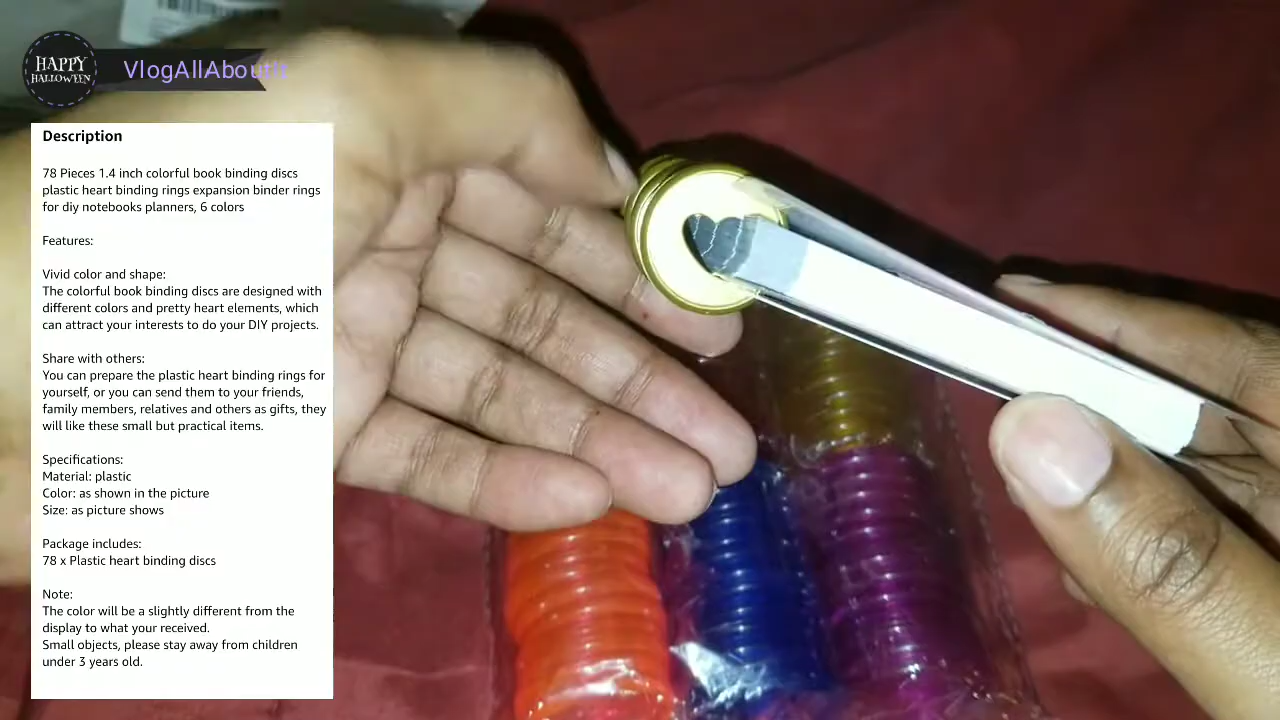 HAPPY
HALLOWEEN
VlogAllAboutit
Description
78 Pieces 1.4 inch colorful book binding discs
plastic heart binding rings expansion binder rings
for diy notebooks planners, 6 colors
Features:
Vivid color and shape:
The colorful book binding discs are designed with
different colors and pretty heart elements, which
can attract your interests to do your DIY projects.
Share with others:
You can prepare the plastic heart binding rings for
yourself, or you can send them to your friends,
family members, relatives and others as gifts, they
will like these small but practical items.
Specifications:
Material: plastic
Color: as shown in the picture
Size: as picture shows
Package includes:
78 x Plastic heart binding discs
Note:
The color will be a slightly different from the
display to what your received.
Small objects, please stay away from children
under 3 years old.